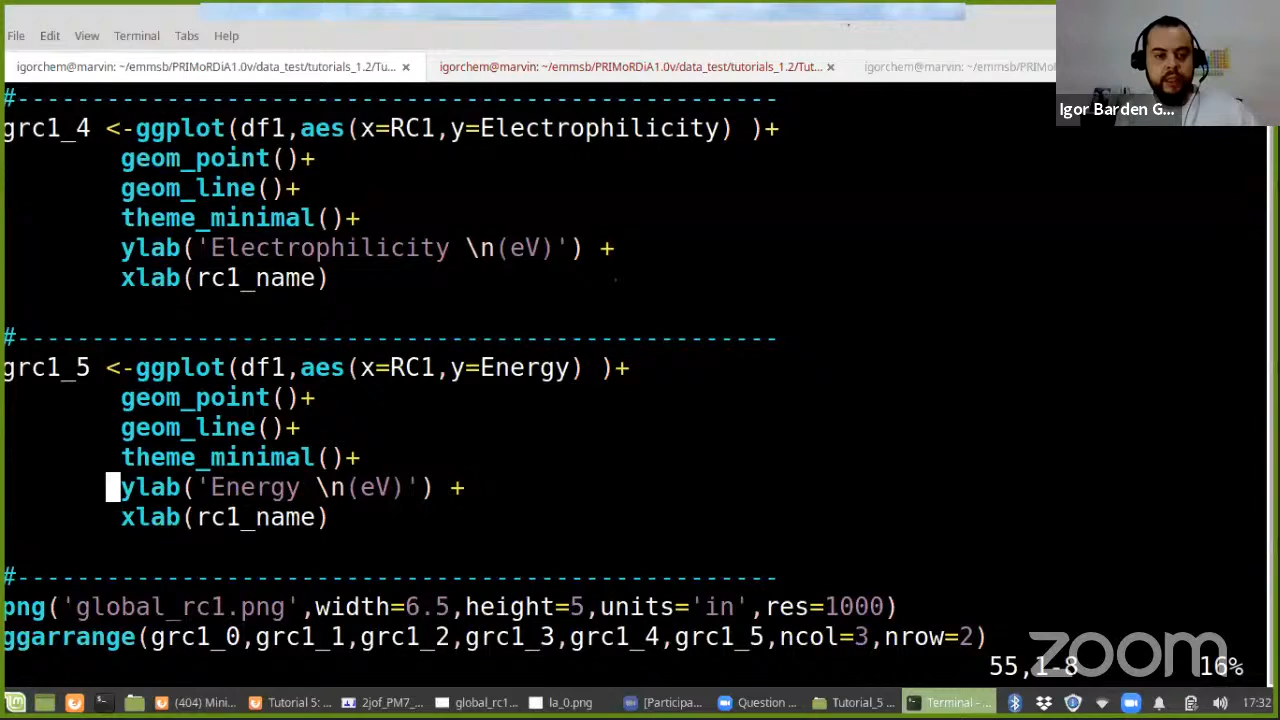 File Edit View Terminal Tabs Help
igorchem@marvin: ~/emmsb/PRIMoRDiA1.0v/data_test/tutorials_1.2/Tu... × igorchem@marvin: ~/emmsb/PRIMoRDiA1.0v/data_test/tutorials_1.2/Tut... × igorchem@marvin: ~/emmsb/PRIMo
Igor Barden G...
#---------------------------------------------------
grc1_4 <-ggplot(df1,aes(x=RC1,y=Electrophilicity) )+
geom_point()+
geom_line()+
theme_minimal()+
ylab('Electrophilicity \n(eV)') +
xlab(rc1_name)
#---------------------------------------------------
grc1_5 <-ggplot(df1,aes(x=RC1,y=Energy) )+
geom_point()+
geom_line()+
theme_minimal()+
ylab('Energy \n(eV)') +
xlab(rc1_name)
#---------------------------------------------------
png('global_rc1.png',width=6.5,height=5,units='in',res=1000)
ggarrange(grc1_0,grc1_1,grc1_2,grc1_3,grc1_4,grc1_5,ncol=3,nrow=2)
55,1-8 16%
zoom
(404) Mini... Tutorial 5: ... 2jof_PM7_... global_rc1... la_0.png [Participa... Question ... Tutorial_5 ... Terminal - ... 17:32